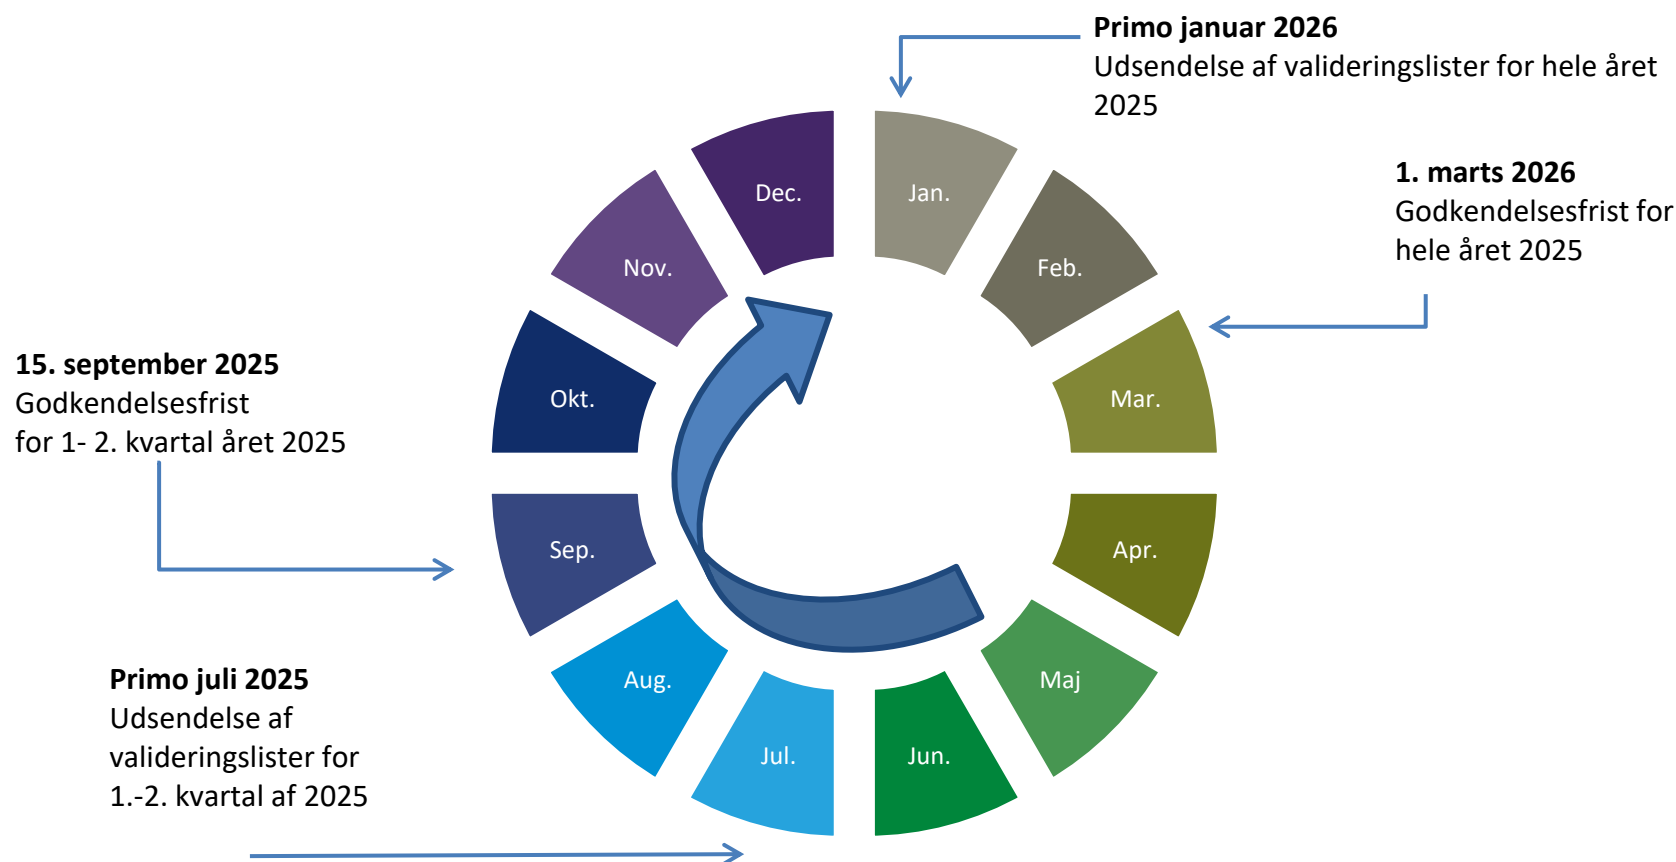 Primo januar 2026
Udsendelse af valideringslister for hele året
2025
1. marts 2026
Godkendelsesfrist for
hele året 2025
15. september 2025
Godkendelsesfrist
for 1- 2. kvartal året 2025
Primo juli 2025
Udsendelse af
valideringslister for
1.-2. kvartal af 2025
Jan.
Feb.
Mar.
Apr.
Maj
Jun.
Jul.
Aug.
Sep.
Okt.
Nov.
Dec.